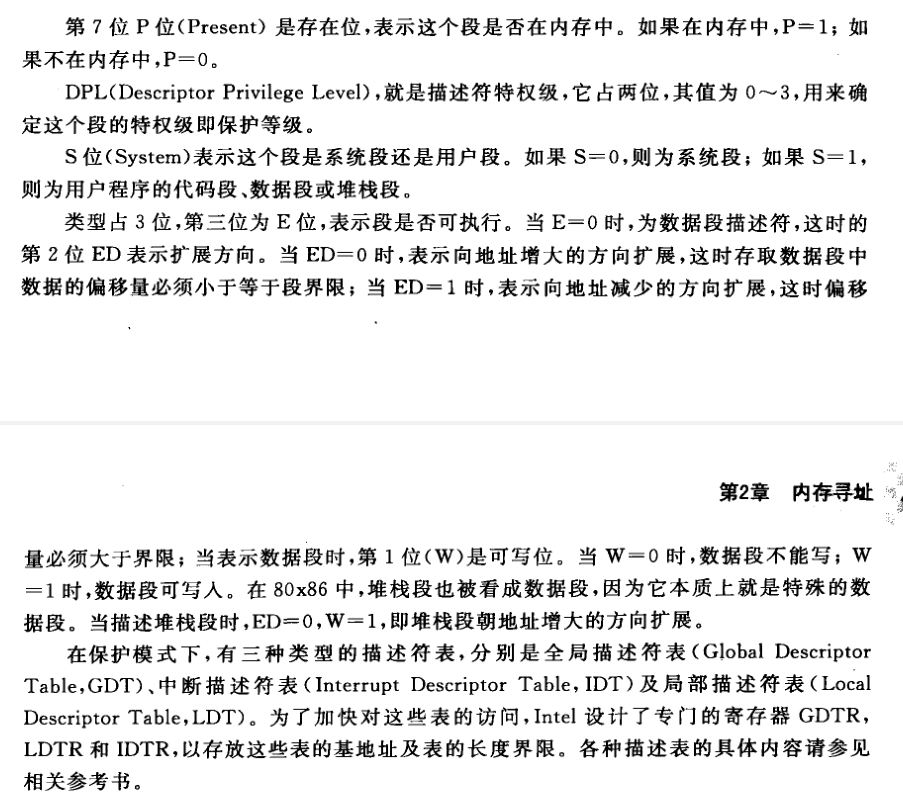 第 7 位 P 位(Present) 是存在位,表示这个段是否在内存中。如果在内存中,P=1; 如
果不在内存中,P=0。
DPL(Descriptor Privilege Level),就是描述符特权级,它占两位,其值为 0～3,用来确
定这个段的特权级即保护等级。
S 位(System)表示这个段是系统段还是用户段。如果 S=0,则为系统段; 如果 S=1,
则为用户程序的代码段、数据段或堆栈段。
类型占 3 位,第三位为 E 位,表示段是否可执行。当 E=0 时,为数据段描述符,这时的
第 2 位 ED 表示扩展方向。当 ED=0 时,表示向地址增大的方向扩展,这时存取数据段中
数据的偏移量必须小于等于段界限; 当 ED=1 时,表示向地址减少的方向扩展,这时偏移
第2章 内存寻址
量必须大于界限; 当表示数据段时,第 1 位(W)是可写位。当 W=0 时,数据段不能写; W
=1 时,数据段可写入。在 80x86 中,堆栈段也被看成数据段,因为它本质上就是特殊的数
据段。当描述堆栈段时,ED=0,W=1,即堆栈段朝地址增大的方向扩展。
在保护模式下,有三种类型的描述符表,分别是全局描述符表(Global Descriptor
Table,GDT)、中断描述符表(Interrupt Descriptor Table, IDT)及局部描述符表(Local
Descriptor Table,LDT)。为了加快对这些表的访问,Intel 设计了专门的寄存器 GDTR,
LDTR 和 IDTR,以存放这些表的基地址及表的长度界限。各种描述表的具体内容请参见
相关参考书。